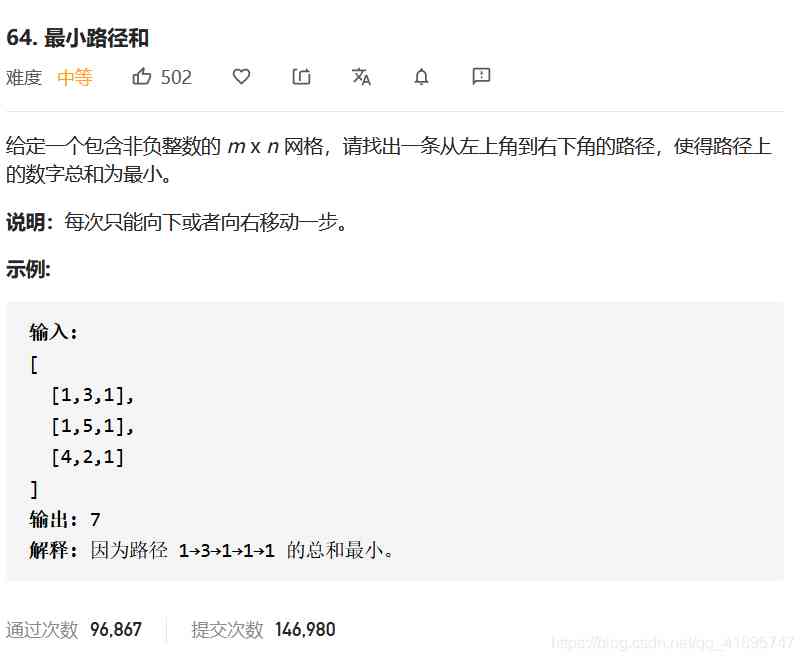 64. 最小路径和
难度 中等 502
给定一个包含非负整数的 m x n 网格，请找出一条从左上角到右下角的路径，使得路径上
的数字总和为最小。
说明：每次只能向下或者向右移动一步。
示例:
输入:
[
[1,3,1],
[1,5,1],
[4,2,1]
]
输出: 7
解释: 因为路径 1→3→1→1→1 的总和最小。
通过次数 96,867 提交次数 146,980
https://blog.csdn.net/qq_41895747